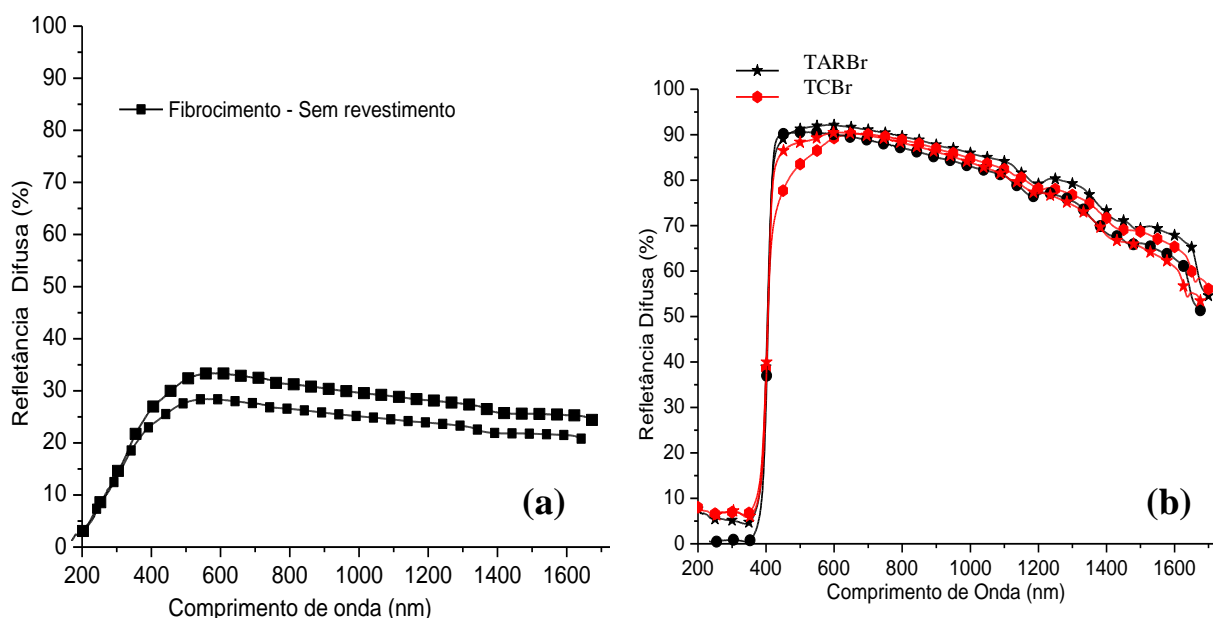 100
90
80
70
60
50
40
30
20
10
0
Refletância Difusa (%)
Fibrocimento - Sem revestimento
(a)
200 400 600 800 1000 1200 1400 1600
Comprimento de onda (nm)
TARBr
TCBr
100
90
80
70
60
50
40
30
20
10
0
Refletância Difusa (%)
(b)
200 400 600 800 1000 1200 1400 1600
Comprimento de Onda (nm)